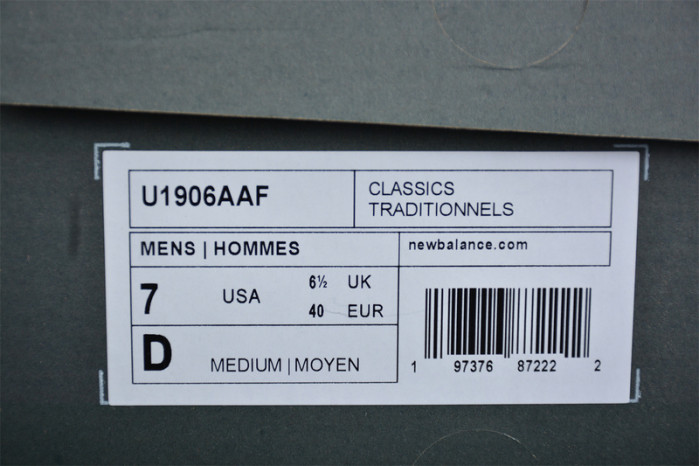 U1906AAF
CLASSICS
TRADITIONNELS
MENS | HOMMES
newbalance.com
7 USA 6½ UK
40 EUR
D MEDIUM | MOYEN
1 97376 87222 2